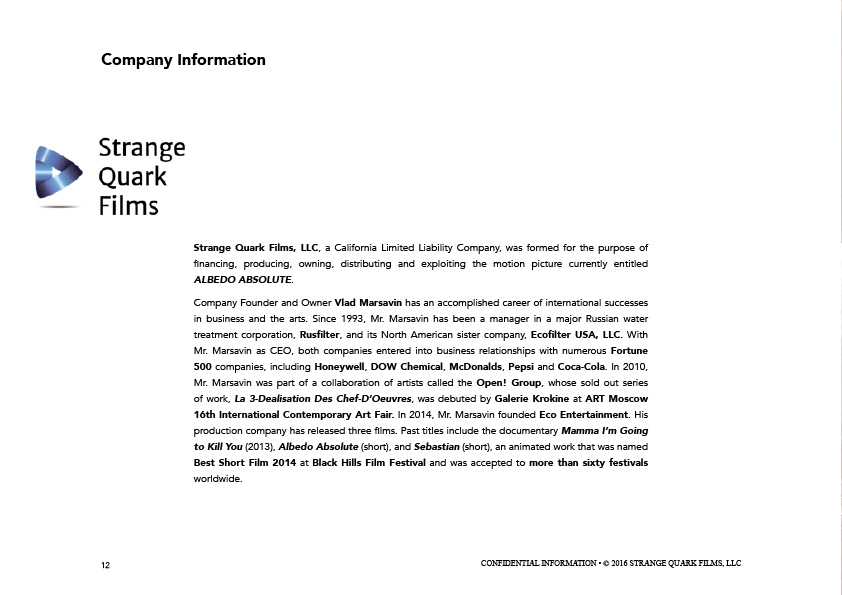 Company Information
Strange
Quark
Films
Strange Quark Films, LLC, a California Limited Liability Company, was formed for the purpose of
financing, producing, owning, distributing and exploiting the motion picture currently entitled
ALBEDO ABSOLUTE.
Company Founder and Owner Vlad Marsavin has an accomplished career of international successes
in business and the arts. Since 1993, Mr. Marsavin has been a manager in a major Russian water
treatment corporation, Rusfilter, and its North American sister company, Ecofilter USA, LLC. With
Mr. Marsavin as CEO, both companies entered into business relationships with numerous Fortune
500 companies, including Honeywell, DOW Chemical, McDonalds, Pepsi and Coca-Cola. In 2010,
Mr. Marsavin was part of a collaboration of artists called the Open! Group, whose sold out series
of work, La 3-Dealisation Des Chef-D'Oeuvres, was debuted by Galerie Krokine at ART Moscow
16th International Contemporary Art Fair. In 2014, Mr. Marsavin founded Eco Entertainment. His
production company has released three films. Past titles include the documentary Mamma I'm Going
to Kill You (2013), Albedo Absolute (short), and Sebastian (short), an animated work that was named
Best Short Film 2014 at Black Hills Film Festival and was accepted to more than sixty festivals
worldwide.
12
CONFIDENTIAL INFORMATION • © 2016 STRANGE QUARK FILMS, LLC